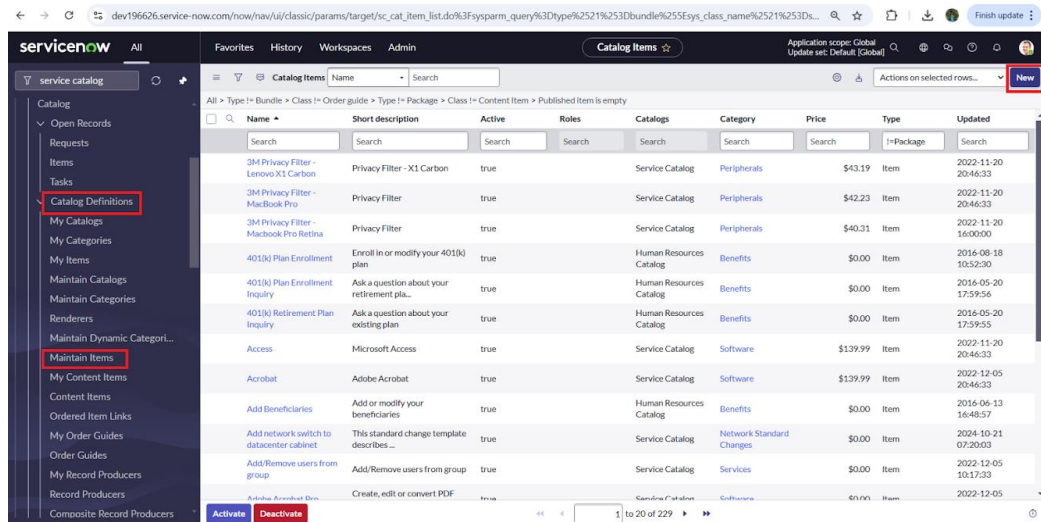 dev196626.service-now.com/now/nav/ui/classic/params/target/sc_cat_item_list.do%3Fsysparm_query%3Dtype%2521%253Dbundle%255Esys_class_name%2521%253Ds...
Finish update
servicenow All Favorites History Workspaces Admin
Catalog Items
Application scope: Global
Update set: Default [Global]
service catalog
Catalog
Open Records
Requests
Items
Tasks
Catalog Definitions
My Catalogs
My Categories
My Items
Maintain Catalogs
Maintain Categories
Renderers
Maintain Dynamic Categori...
Maintain Items
My Content Items
Content Items
Ordered Item Links
My Order Guides
Order Guides
My Record Producers
Record Producers
Composite Record Producers
Catalog Items Name Search Actions on selected rows... New
All > Type != Bundle > Class != Order guide > Type != Package > Class != Content Item > Published item is empty
Name Short description Active Roles Catalogs Category Price Type Updated
Search Search Search Search Search Search Search !=Package Search
3M Privacy Filter - Lenovo X1 Carbon Privacy Filter - X1 Carbon true Service Catalog Peripherals $43.19 Item 2022-11-20 20:46:33
3M Privacy Filter - MacBook Pro Privacy Filter true Service Catalog Peripherals $42.23 Item 2022-11-20 20:46:33
3M Privacy Filter - Macbook Pro Retina Privacy Filter true Service Catalog Peripherals $40.31 Item 2022-11-20 16:00:00
401(k) Plan Enrollment Enroll in or modify your 401(k) plan true Human Resources Catalog Benefits $0.00 Item 2016-08-18 10:52:30
401(k) Plan Enrollment Inquiry Ask a question about your retirement pla... true Human Resources Catalog Benefits $0.00 Item 2016-05-20 17:59:56
401(k) Retirement Plan Inquiry Ask a question about your existing plan true Human Resources Catalog Benefits $0.00 Item 2016-05-20 17:59:55
Access Microsoft Access true Service Catalog Software $139.99 Item 2022-11-20 20:46:33
Acrobat Adobe Acrobat true Service Catalog Software $139.99 Item 2022-12-05 20:46:33
Add Beneficiaries Add or modify your beneficiaries true Human Resources Catalog Benefits $0.00 Item 2016-06-13 16:48:57
Add network switch to datacenter cabinet This standard change template describes ... true Service Catalog Network Standard Changes $0.00 Item 2024-10-21 07:20:03
Add/Remove users from group Add/Remove users from group true Service Catalog Services $0.00 Item 2022-12-05 10:17:33
Adobe Acrobat Pro Create, edit or convert PDF true Service Catalog Software $0.00 Item 2022-12-05
Activate Deactivate 1 to 20 of 229